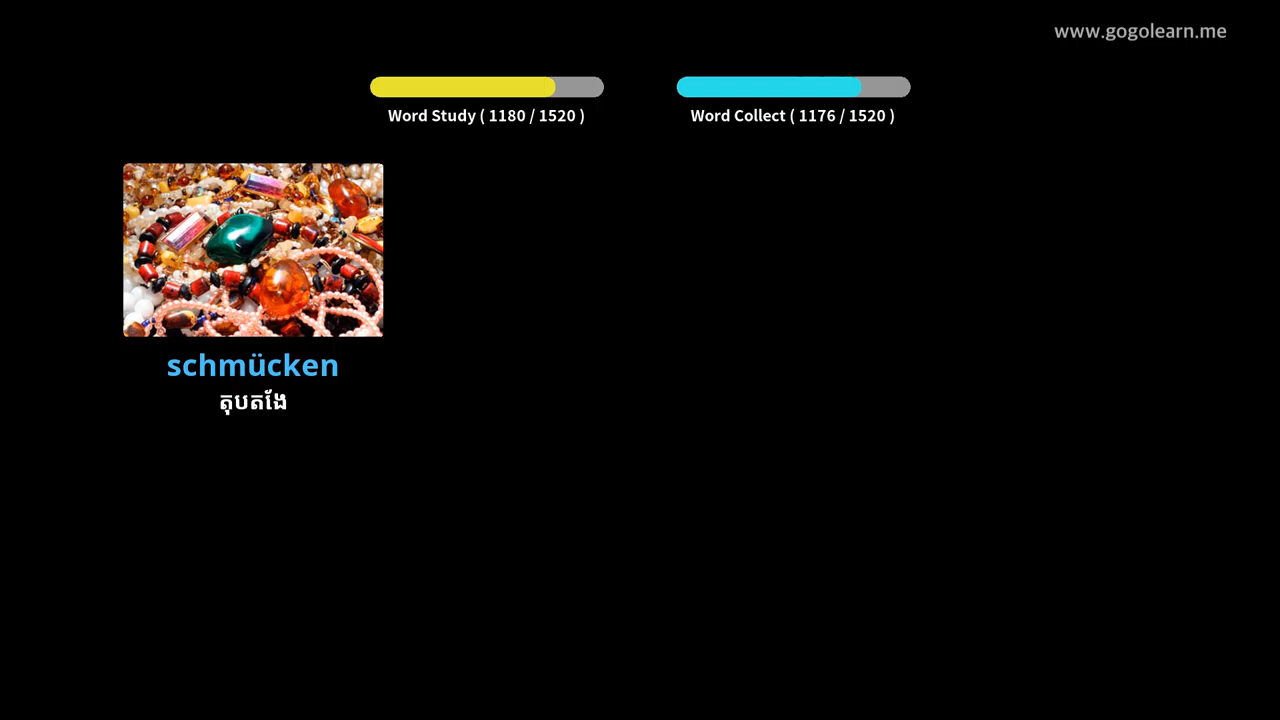 www.gogolearn.me
Word Study ( 1180 / 1520 )
Word Collect ( 1176 / 1520 )
schmücken
តុបតងែ